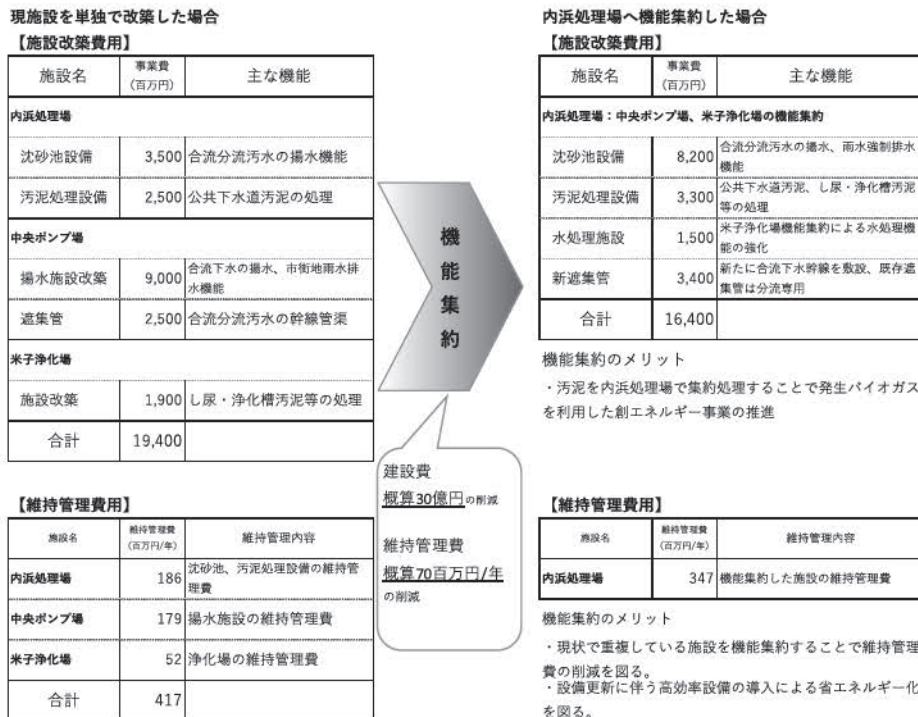 現施設を単独で改築した場合
【施設改築費用】
施設名 事業費（百万円） 主な機能
内浜処理場
沈砂池設備 3,500 合流分流汚水の揚水機能
汚泥処理設備 2,500 公共下水道汚泥の処理
中央ポンプ場
揚水施設改築 9,000 合流下水の揚水、市街地雨水排
水機能
遮集管 2,500 合流分流汚水の幹線管渠
米子浄化場
施設改築 1,900 し尿・浄化槽汚泥等の処理
合計 19,400
【維持管理費用】
施設名 維持管理費（百万円/年） 維持管理内容
内浜処理場 186 沈砂池、汚泥処理設備の維持管
理費
中央ポンプ場 179 揚水施設の維持管理費
米子浄化場 52 浄化場の維持管理費
合計 417
機能集約
建設費
概算30億円の削減
維持管理費
概算70百万円/年
の削減
内浜処理場へ機能集約した場合
【施設改築費用】
施設名 事業費（百万円） 主な機能
内浜処理場：中央ポンプ場、米子浄化場の機能集約
沈砂池設備 8,200 合流分流汚水の揚水、雨水強制排水
機能
汚泥処理設備 3,300 公共下水道汚泥、し尿・浄化槽汚泥
等の処理
水処理施設 1,500 米子浄化場機能集約による水処理機
能の強化
新遮集管 3,400 新たに合流下水幹線を敷設、既存遮
集管は分流専用
合計 16,400
機能集約のメリット
・汚泥を内浜処理場で集約処理することで発生バイオガス
を利用した創エネルギー事業の推進
【維持管理費用】
施設名 維持管理費（百万円/年） 維持管理内容
内浜処理場 347 機能集約した施設の維持管理費
機能集約のメリット
・現状で重複している施設を機能集約することで維持管理
費の削減を図る。
・設備更新に伴う高効率設備の導入による省エネルギー化
を図る。